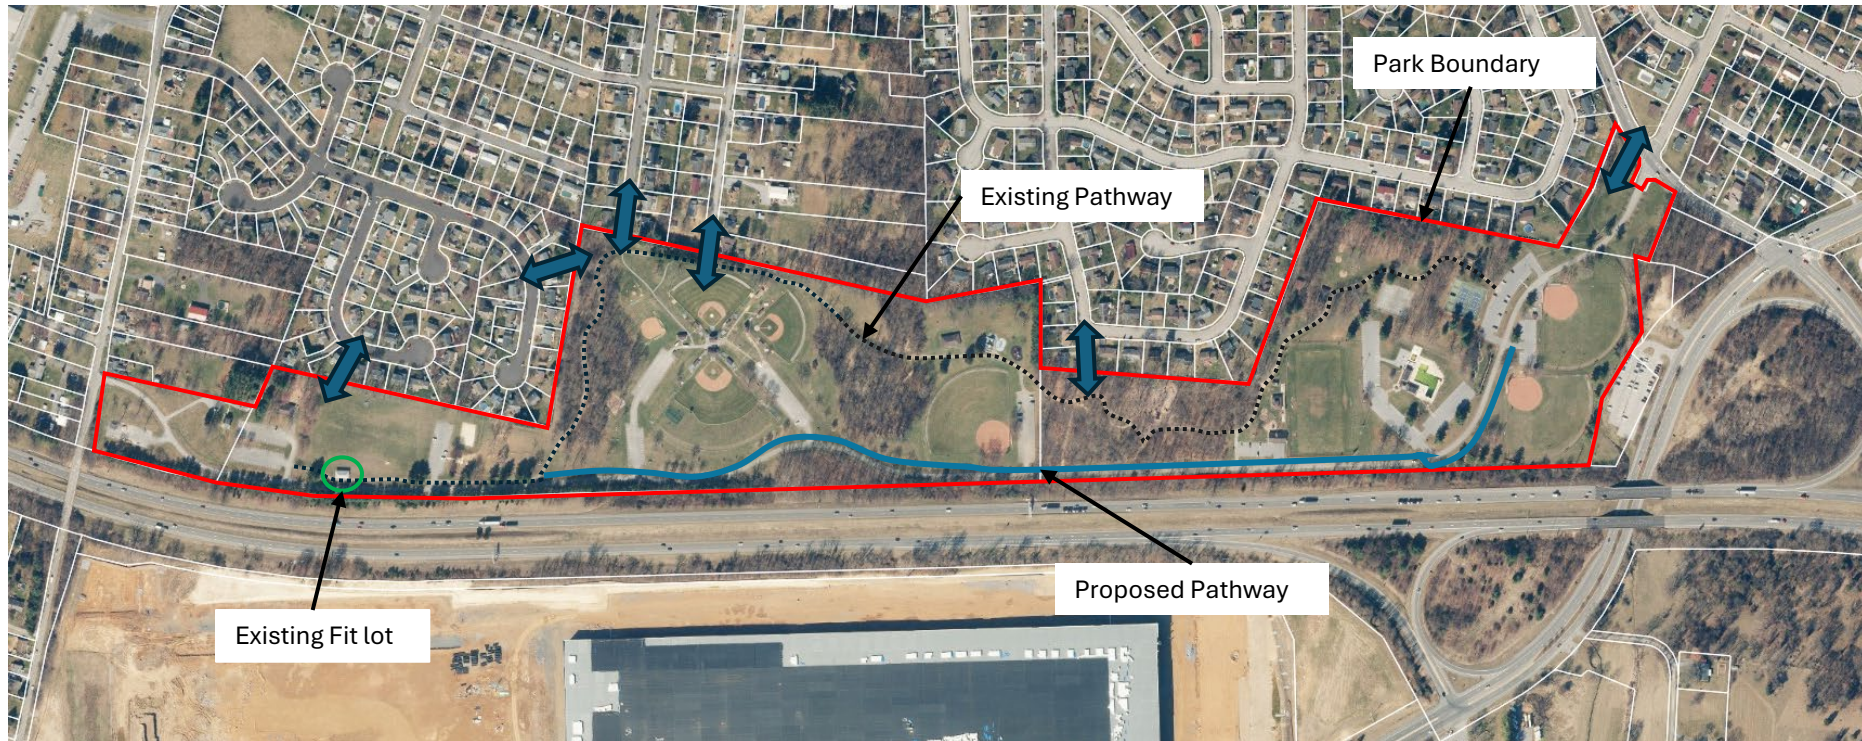 Park Boundary
Existing Pathway
Proposed Pathway
Existing Fit lot